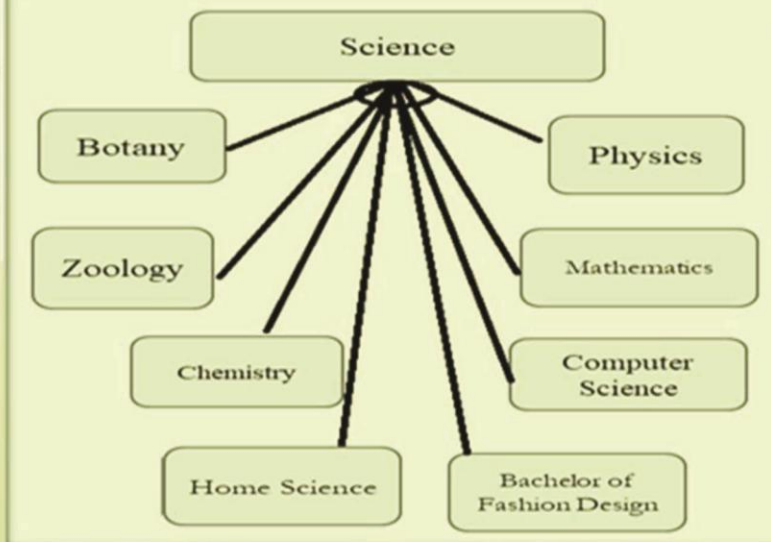 Science
Botany
Physics
Zoology
Mathematics
Chemistry
Computer
Science
Home Science
Bachelor of
Fashion Design